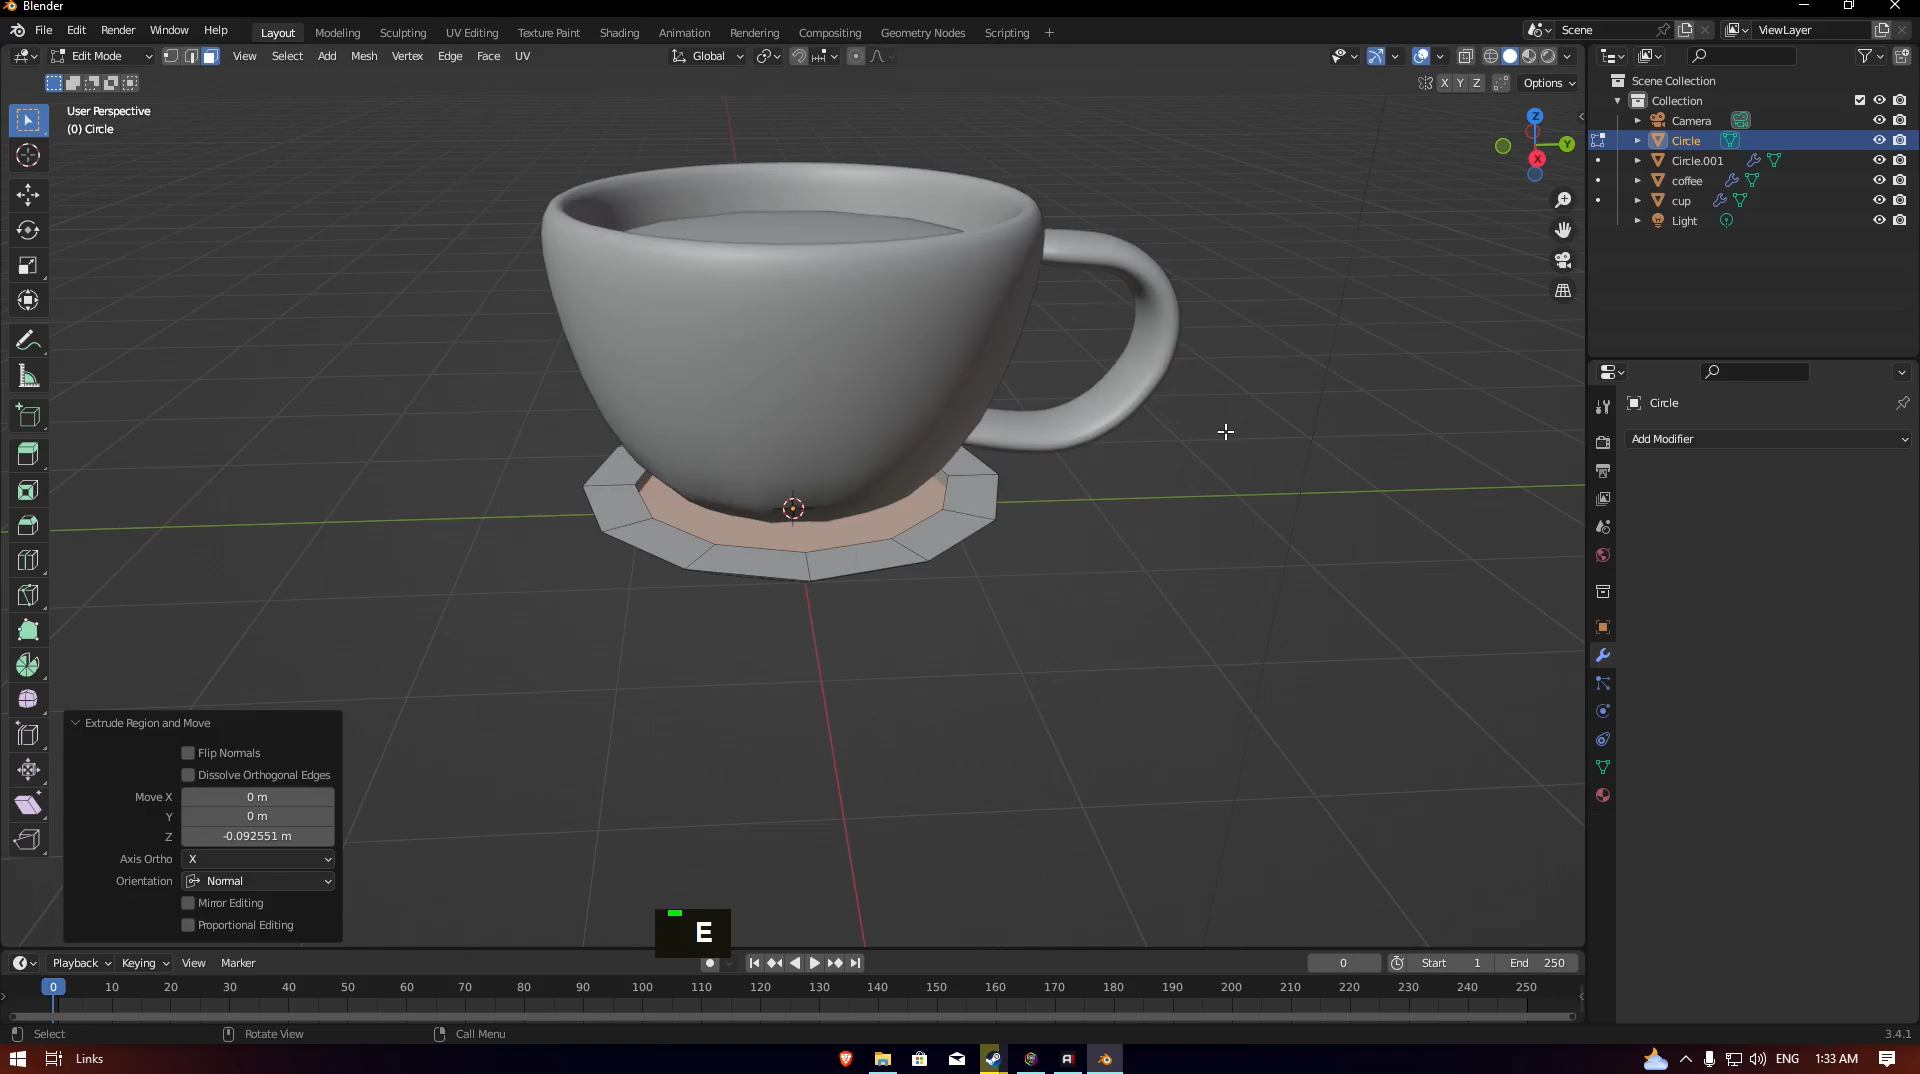 Blender
File Edit Render Window Help Layout Modeling Sculpting UV Editing Texture Paint Shading Animation Rendering Compositing Geometry Nodes Scripting + Scene ViewLayer
Edit Mode View Select Add Mesh Vertex Edge Face UV Global
X Y Z Options
User Perspective
(0) Circle
Z
Y
X
Scene Collection
Collection
Camera
Circle
Circle.001
coffee
cup
Light
Circle
Add Modifier
Extrude Region and Move
Flip Normals
Dissolve Orthogonal Edges
Move X 0 m
Y 0 m
Z -0.092551 m
Axis Ortho X
Orientation Normal
Mirror Editing
Proportional Editing
E
Playback Keying View Marker 0 Start 1 End 250
0 10 20 30 40 50 60 70 80 90 100 110 120 130 140 150 160 170 180 190 200 210 220 230 240 250
Select Rotate View Call Menu 3.4.1
Links ENG 1:33 AM